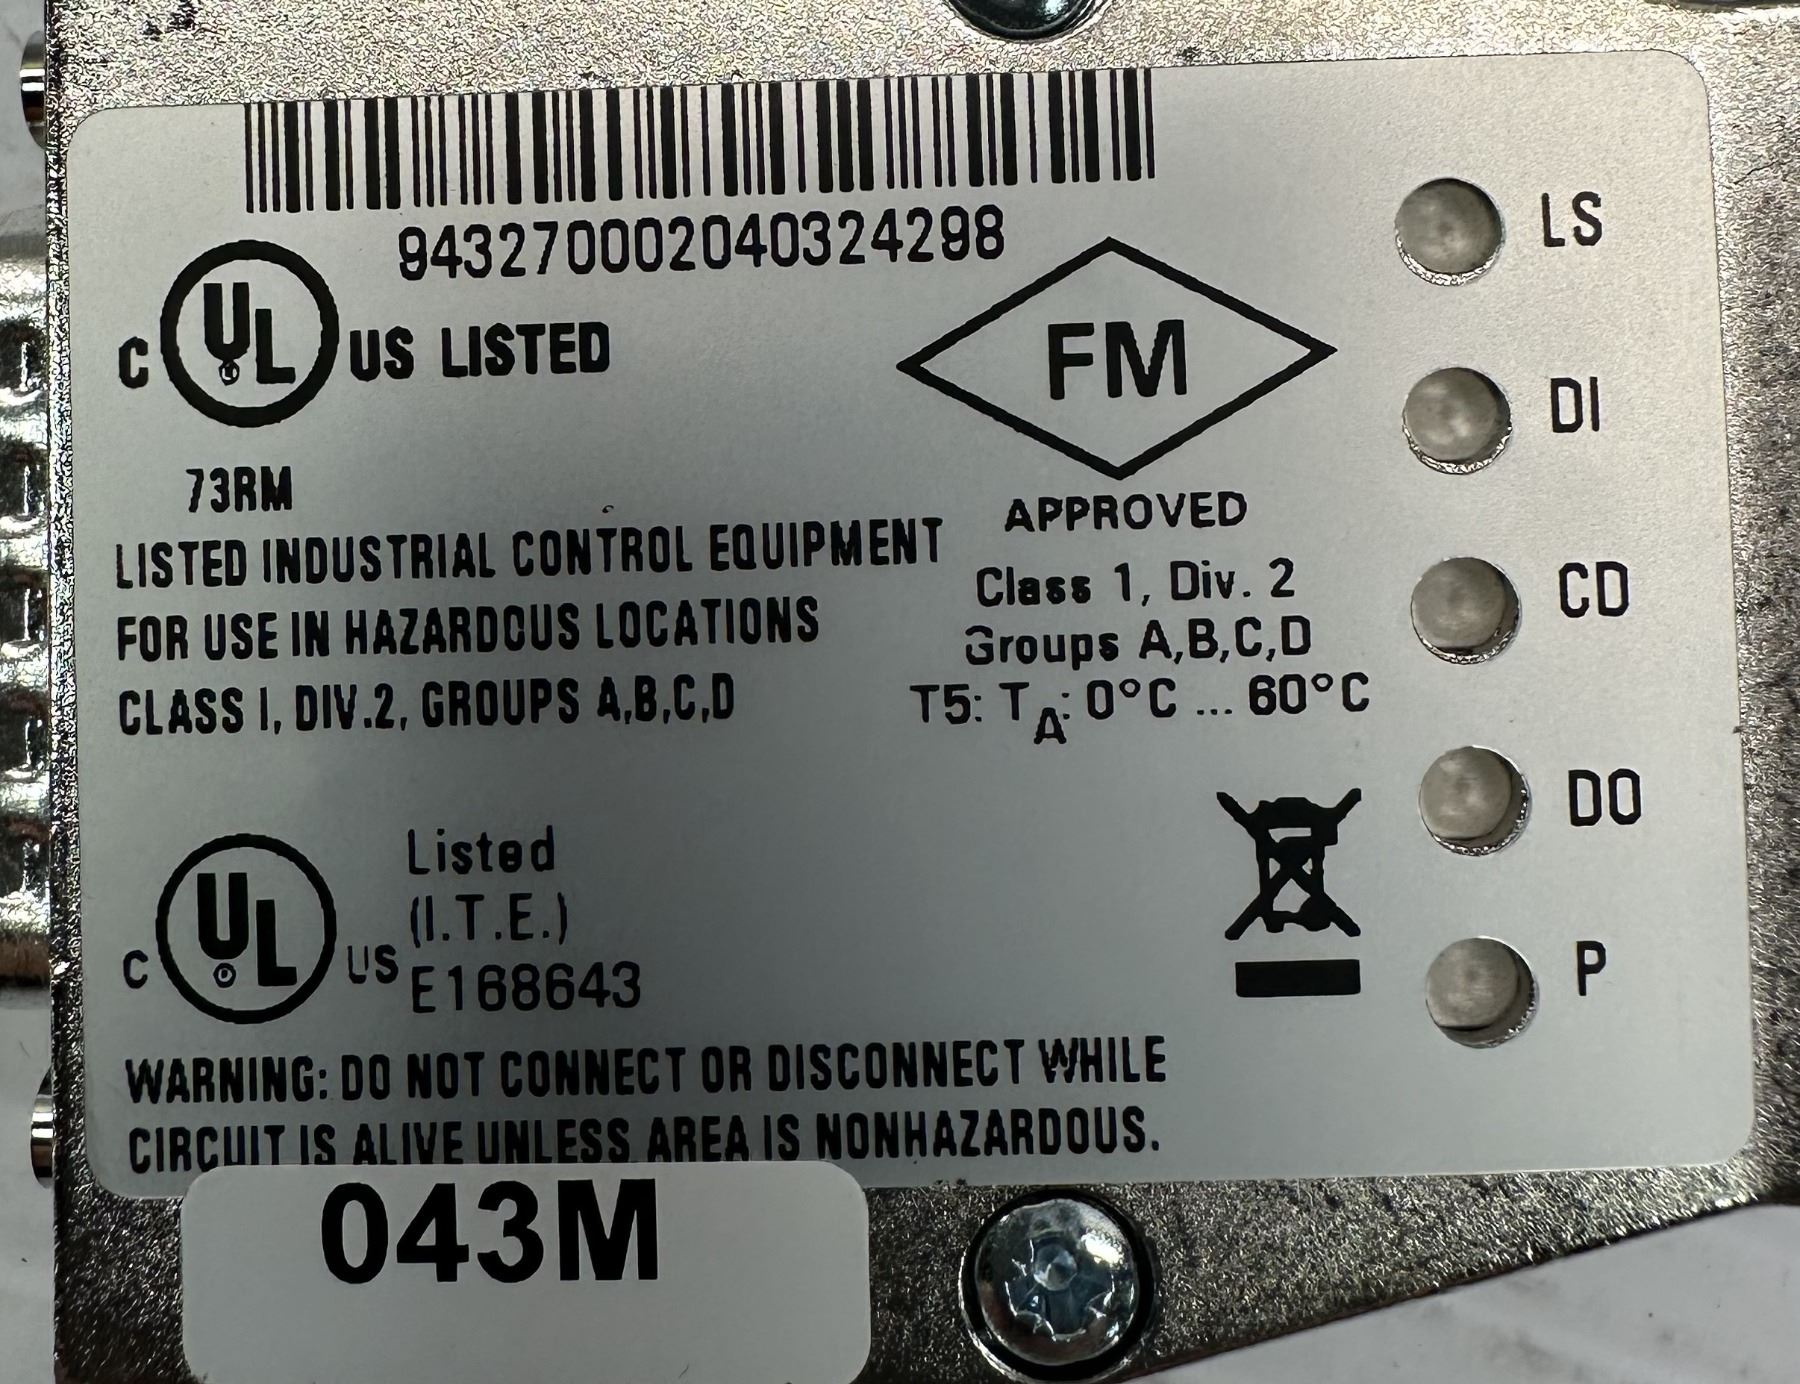 943270002040324298
C UL US LISTED
73RM
LISTED INDUSTRIAL CONTROL EQUIPMENT
FOR USE IN HAZARDOUS LOCATIONS
CLASS I, DIV.2, GROUPS A,B,C,D
FM
APPROVED
Class 1, Div. 2
Groups A,B,C,D
T5: TA: 0°C ... 60°C
C UL US Listed
(I.T.E.)
E168643
WARNING: DO NOT CONNECT OR DISCONNECT WHILE
CIRCUIT IS ALIVE UNLESS AREA IS NONHAZARDOUS.
043M
LS
DI
CD
DO
P